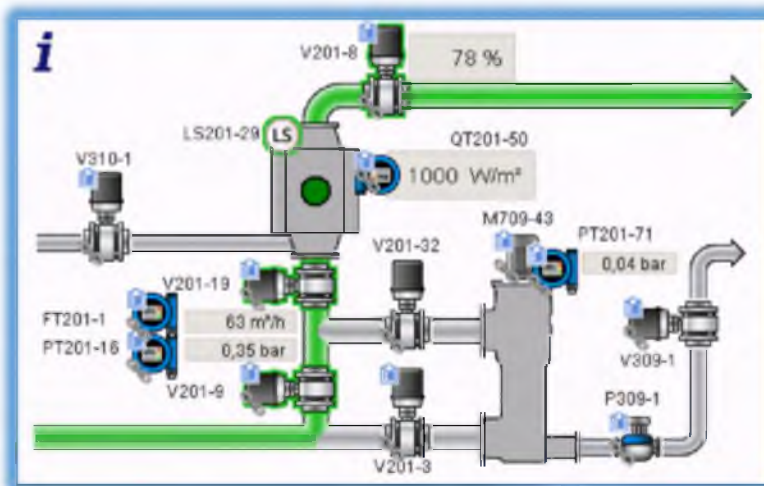 i
V201-8
78 %
LS201-29
LS
QT201-50
1000 W/m²
V310-1
M709-43
V201-32
PT201-71
0,04 bar
V201-19
FT201-1
63 m³/h
PT201-16
0,35 bar
V309-1
V201-9
P309-1
V201-3